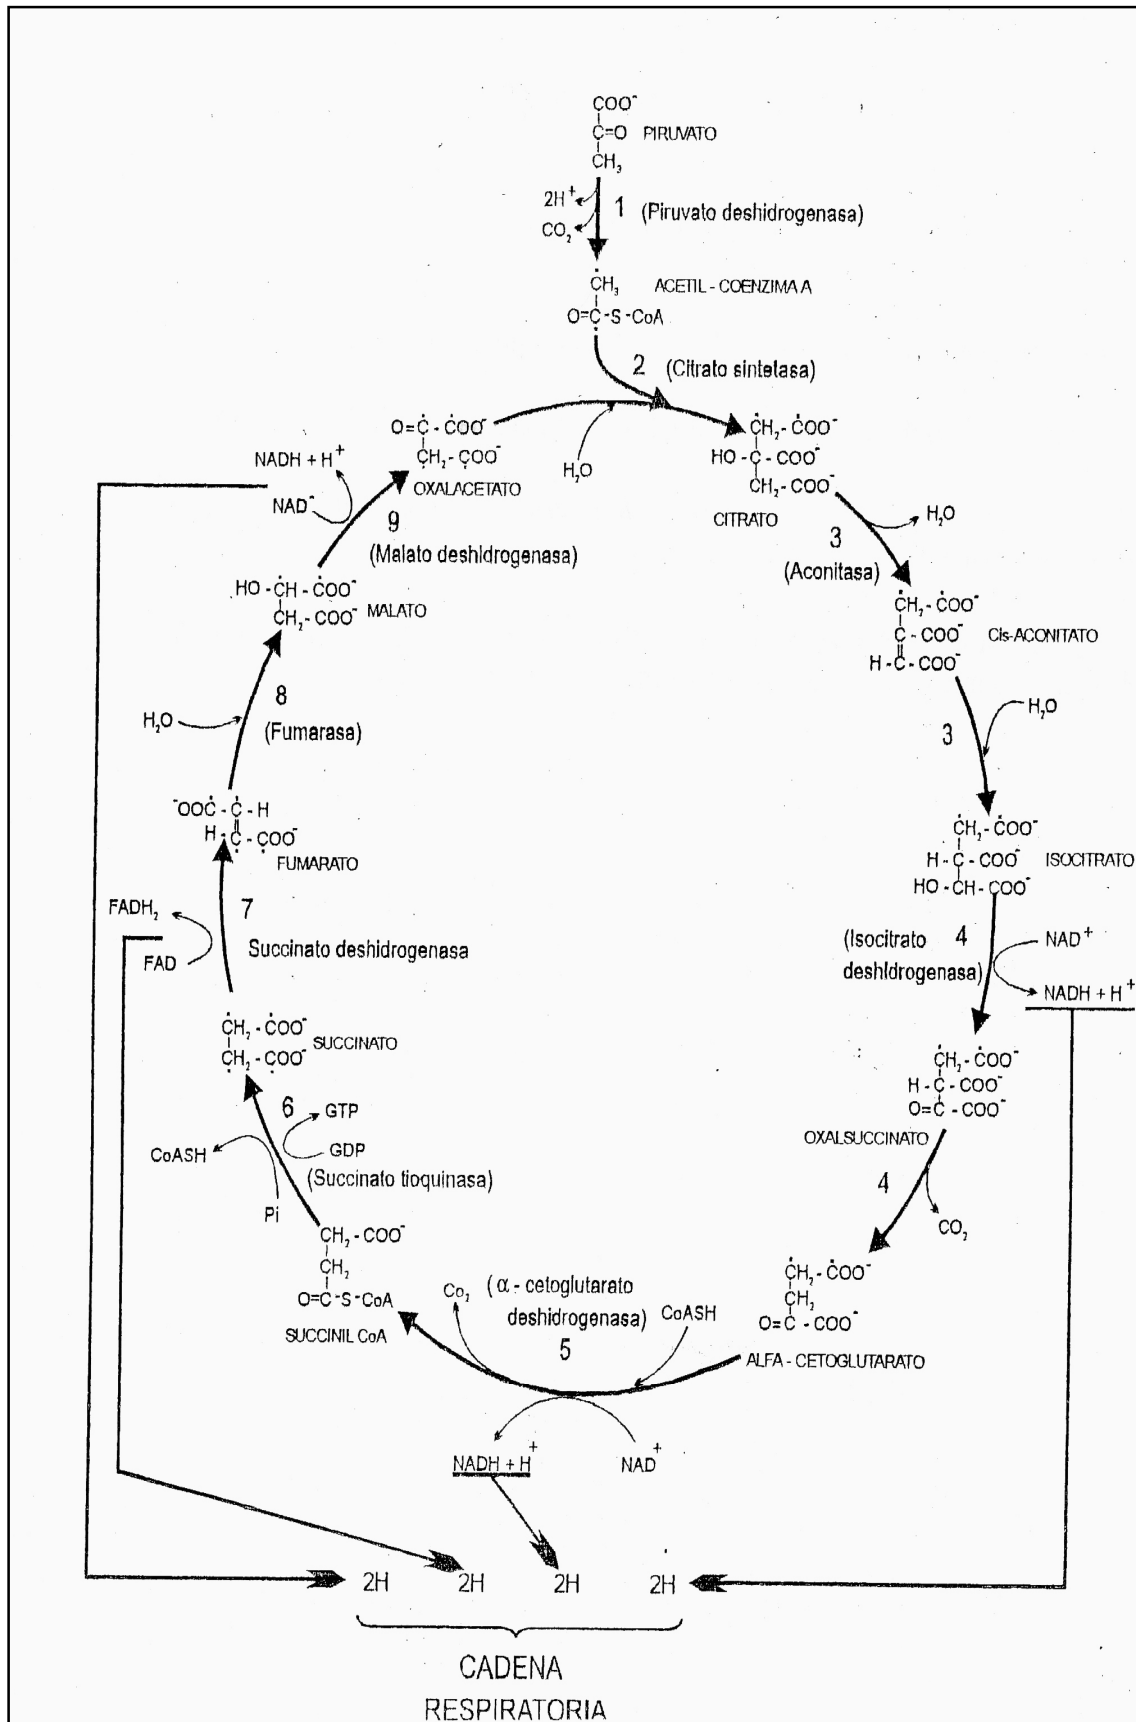 COO⁻
C=O PIRUVATO
CH₃
2H⁺
1 (Piruvato deshidrogenasa)
CO₂
CH₃ ACETIL - COENZIMA A
O=C-S-CoA
2 (Citrato sintetasa)
O=C - COO⁻
CH₂- COO⁻
OXALACETATO
H₂O
CH₂- COO⁻
HO - C - COO⁻
CH₂- COO⁻
CITRATO
H₂O
3
(Aconitasa)
CH₂- COO⁻
C - COO⁻
H - C - COO⁻
Cis-ACONITATO
H₂O
3
CH₂- COO⁻
H - C - COO⁻
HO - CH - COO⁻
ISOCITRATO
(Isocitrato 4
deshidrogenasa)
NAD⁺
NADH + H⁺
CH₂- COO⁻
H - C - COO⁻
O=C - COO⁻
OXALSUCCINATO
4
CO₂
CH₂- COO⁻
CH₂
O=C - COO⁻
ALFA - CETOGLUTARATO
CoASH
(α - cetoglutarato
deshidrogenasa)
5
Co₂
NAD⁺
NADH + H⁺
CH₂- COO⁻
CH₂
O=C-S-CoA
SUCCINIL CoA
6
GTP
GDP
(Succinato tioquinasa)
CoASH
Pi
CH₂- COO⁻
CH₂- COO⁻
SUCCINATO
7
Succinato deshidrogenasa
FADH₂
FAD
⁻OOC - C - H
H - C - COO⁻
FUMARATO
8
(Fumarasa)
H₂O
HO - CH - COO⁻
CH₂- COO⁻ MALATO
9
(Malato deshidrogenasa)
NADH + H⁺
NAD⁻
2H 2H 2H 2H
CADENA
RESPIRATORIA